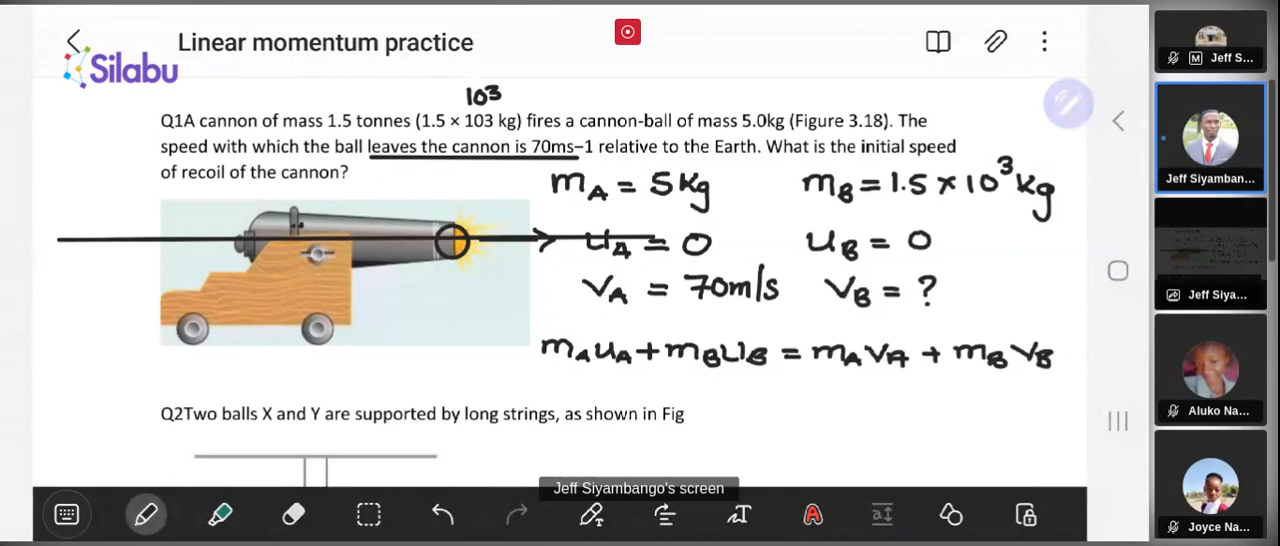 Linear momentum practice
Silabu
10³
Q1A cannon of mass 1.5 tonnes (1.5 × 103 kg) fires a cannon-ball of mass 5.0kg (Figure 3.18). The
speed with which the ball leaves the cannon is 70ms–1 relative to the Earth. What is the initial speed
of recoil of the cannon?
mA = 5kg
mB = 1.5 × 10³ kg
uA = 0
uB = 0
vA = 70m/s
vB = ?
mAuA + mBuB = mAvA + mBvB
Q2Two balls X and Y are supported by long strings, as shown in Fig
Jeff Siyambango's screen
M Jeff S...
Jeff Siyamban...
Jeff Siya...
Aluko Na...
Joyce Na...